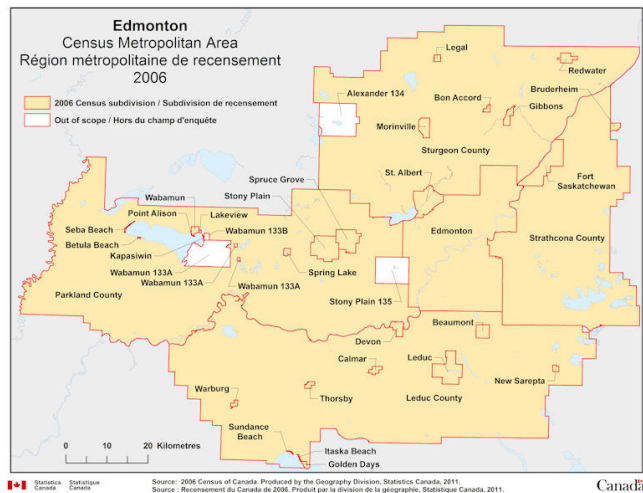 Edmonton
Census Metropolitan Area
Région métropolitaine de recensement
2006
2006 Census subdivision / Subdivision de recensement
Out of scope / Hors du champ d'enquête
Legal
Redwater
Alexander 134
Bon Accord
Bruderheim
Gibbons
Morinville
Sturgeon County
Spruce Grove
St. Albert
Fort
Saskatchewan
Wabamun
Stony Plain
Point Alison
Lakeview
Seba Beach
Wabamun 133B
Edmonton
Strathcona County
Betula Beach
Kapasiwin
Wabamun 133A
Spring Lake
Wabamun 133A
Wabamun 133A
Stony Plain 135
Parkland County
Beaumont
Devon
Calmar
Leduc
New Sarepta
Warburg
Thorsby
Leduc County
Sundance
Beach
Itaska Beach
Golden Days
0 10 20 Kilometres
Statistics Canada
Statistique Canada
Source: 2006 Census of Canada. Produced by the Geography Division, Statistics Canada, 2011.
Source : Recensement du Canada de 2006. Produit par la division de la géographie, Statistique Canada, 2011.
Canada